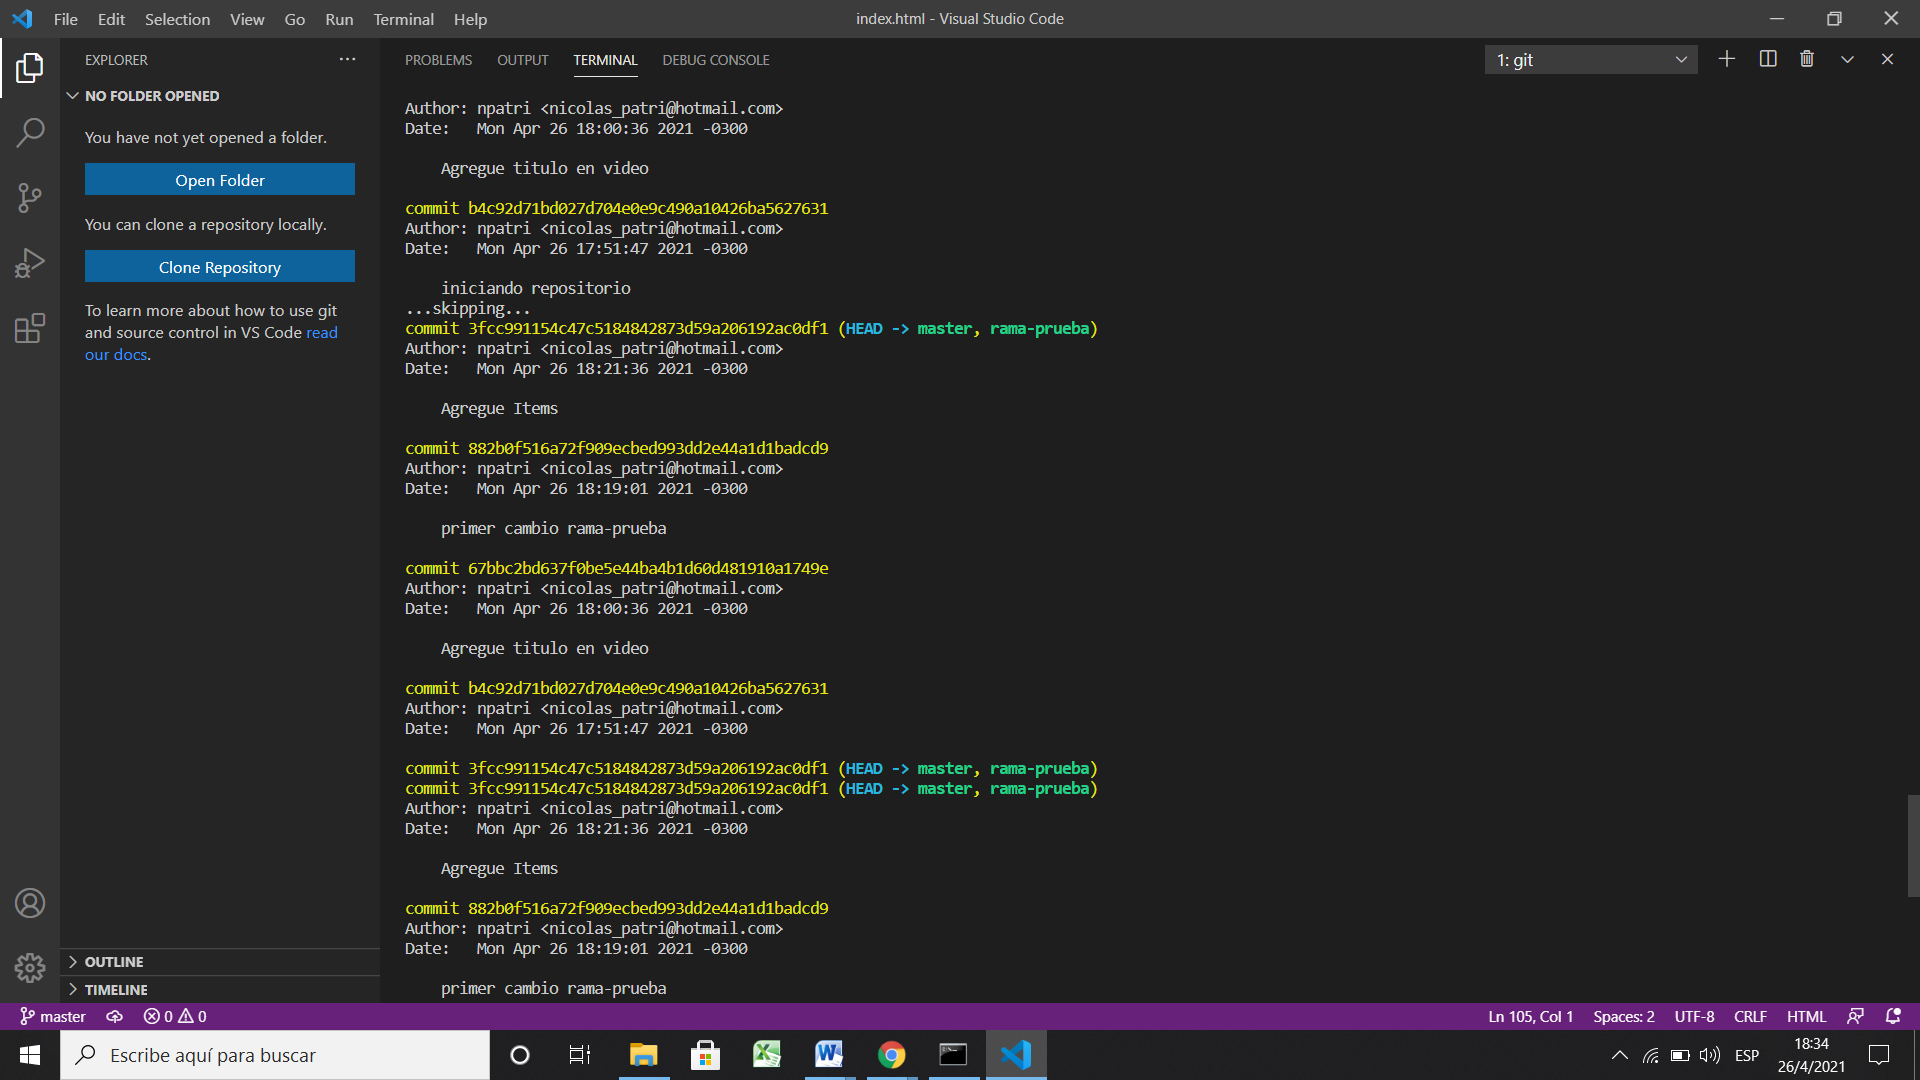 File Edit Selection View Go Run Terminal Help
index.html - Visual Studio Code
EXPLORER
NO FOLDER OPENED
You have not yet opened a folder.
Open Folder
You can clone a repository locally.
Clone Repository
To learn more about how to use git
and source control in VS Code read
our docs.
OUTLINE
TIMELINE
PROBLEMS OUTPUT TERMINAL DEBUG CONSOLE
1: git
Author: npatri <nicolas_patri@hotmail.com>
Date:   Mon Apr 26 18:00:36 2021 -0300
Agregue titulo en video
commit b4c92d71bd027d704e0e9c490a10426ba5627631
Author: npatri <nicolas_patri@hotmail.com>
Date:   Mon Apr 26 17:51:47 2021 -0300
iniciando repositorio
...skipping...
commit 3fcc991154c47c5184842873d59a206192ac0df1 (HEAD -> master, rama-prueba)
Author: npatri <nicolas_patri@hotmail.com>
Date:   Mon Apr 26 18:21:36 2021 -0300
Agregue Items
commit 882b0f516a72f909ecbed993dd2e44a1d1badcd9
Author: npatri <nicolas_patri@hotmail.com>
Date:   Mon Apr 26 18:19:01 2021 -0300
primer cambio rama-prueba
commit 67bbc2bd637f0be5e44ba4b1d60d481910a1749e
Author: npatri <nicolas_patri@hotmail.com>
Date:   Mon Apr 26 18:00:36 2021 -0300
Agregue titulo en video
commit b4c92d71bd027d704e0e9c490a10426ba5627631
Author: npatri <nicolas_patri@hotmail.com>
Date:   Mon Apr 26 17:51:47 2021 -0300
commit 3fcc991154c47c5184842873d59a206192ac0df1 (HEAD -> master, rama-prueba)
commit 3fcc991154c47c5184842873d59a206192ac0df1 (HEAD -> master, rama-prueba)
Author: npatri <nicolas_patri@hotmail.com>
Date:   Mon Apr 26 18:21:36 2021 -0300
Agregue Items
commit 882b0f516a72f909ecbed993dd2e44a1d1badcd9
Author: npatri <nicolas_patri@hotmail.com>
Date:   Mon Apr 26 18:19:01 2021 -0300
primer cambio rama-prueba
master 0 0
Ln 105, Col 1 Spaces: 2 UTF-8 CRLF HTML
Escribe aquí para buscar
ESP
18:34
26/4/2021